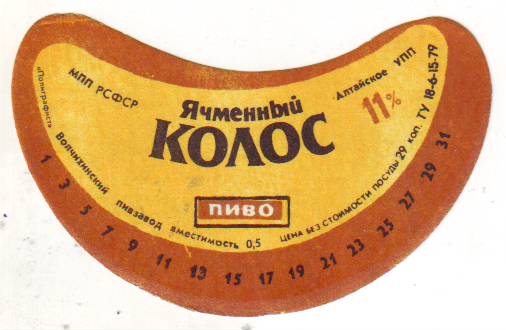 МПП РСФСР
Алтайское УПП
«Полиграфист»
Ячменный
КОЛОС
11%
ПИВО
Волчихинский пивзавод вместимость 0,5 ЦЕНА БЕЗ СТОИМОСТИ ПОСУДЫ 29 коп. ТУ 18-6-15-79
1 3 5 7 9 11 13 15 17 19 21 23 25 27 29 31